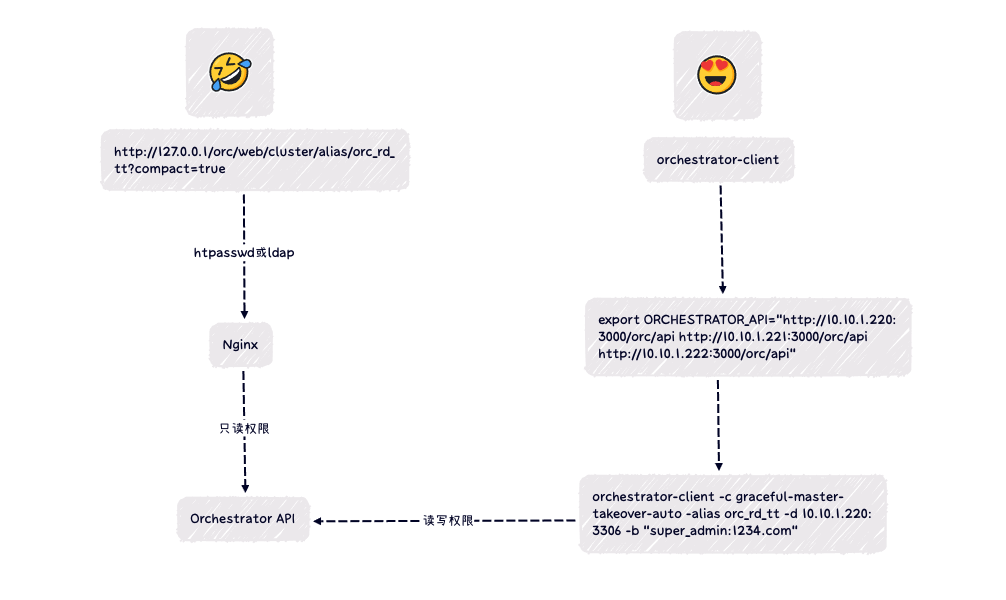 http://127.0.0.1/orc/web/cluster/alias/orc_rd_
tt?compact=true
htpasswd或ldap
Nginx
只读权限
Orchestrator API
orchestrator-client
export ORCHESTRATOR_API="http://10.10.1.220:
3000/orc/api http://10.10.1.221:3000/orc/api
http://10.10.1.222:3000/orc/api"
orchestrator-client -c graceful-master-
takeover-auto -alias orc_rd_tt -d 10.10.1.220:
3306 -b "super_admin:1234.com"
读写权限